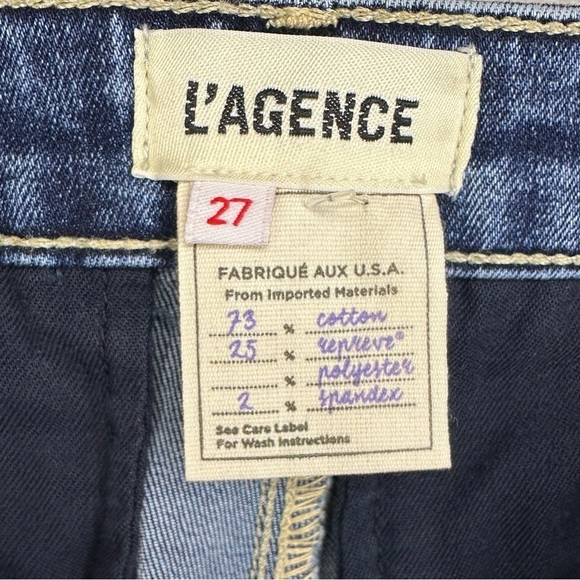 L'AGENCE
27
FABRIQUÉ AUX U.S.A.
From Imported Materials
73 % cotton
25 % repreve®
% polyester
2 % spandex
See Care Label
For Wash Instructions